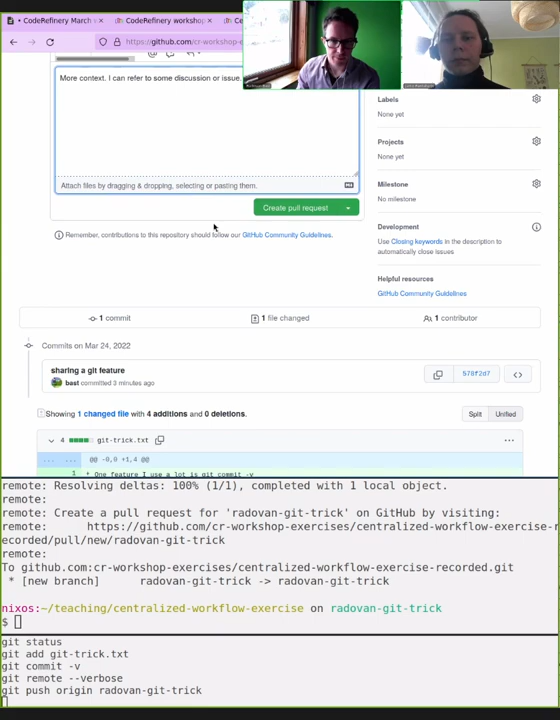 • CodeRefinery March w
CodeRefinery workshop
Ce
https://github.com/cr-workshop-e
More context. I can refer to some discussion or issue.
Attach files by dragging & dropping, selecting or pasting them.
Create pull request
Remember, contributions to this repository should follow our GitHub Community Guidelines.
Labels
None yet
Projects
None yet
Milestone
No milestone
Development
Use Closing keywords in the description to
automatically close issues
Helpful resources
GitHub Community Guidelines
1 commit
1 file changed
1 contributor
Commits on Mar 24, 2022
sharing a git feature
bast committed 3 minutes ago
578f2d7
Showing 1 changed file with 4 additions and 0 deletions.
Split
Unified
4
git-trick.txt
@@ -0,0 +1,4 @@
1
+ One feature I use a lot is git commit -v
remote: Resolving deltas: 100% (1/1), completed with 1 local object.
remote:
remote: Create a pull request for 'radovan-git-trick' on GitHub by visiting:
remote:      https://github.com/cr-workshop-exercises/centralized-workflow-exercise-r
ecorded/pull/new/radovan-git-trick
remote:
To github.com:cr-workshop-exercises/centralized-workflow-exercise-recorded.git
 * [new branch]      radovan-git-trick -> radovan-git-trick
nixos:~/teaching/centralized-workflow-exercise on radovan-git-trick
$
git status
git add git-trick.txt
git commit -v
git remote --verbose
git push origin radovan-git-trick